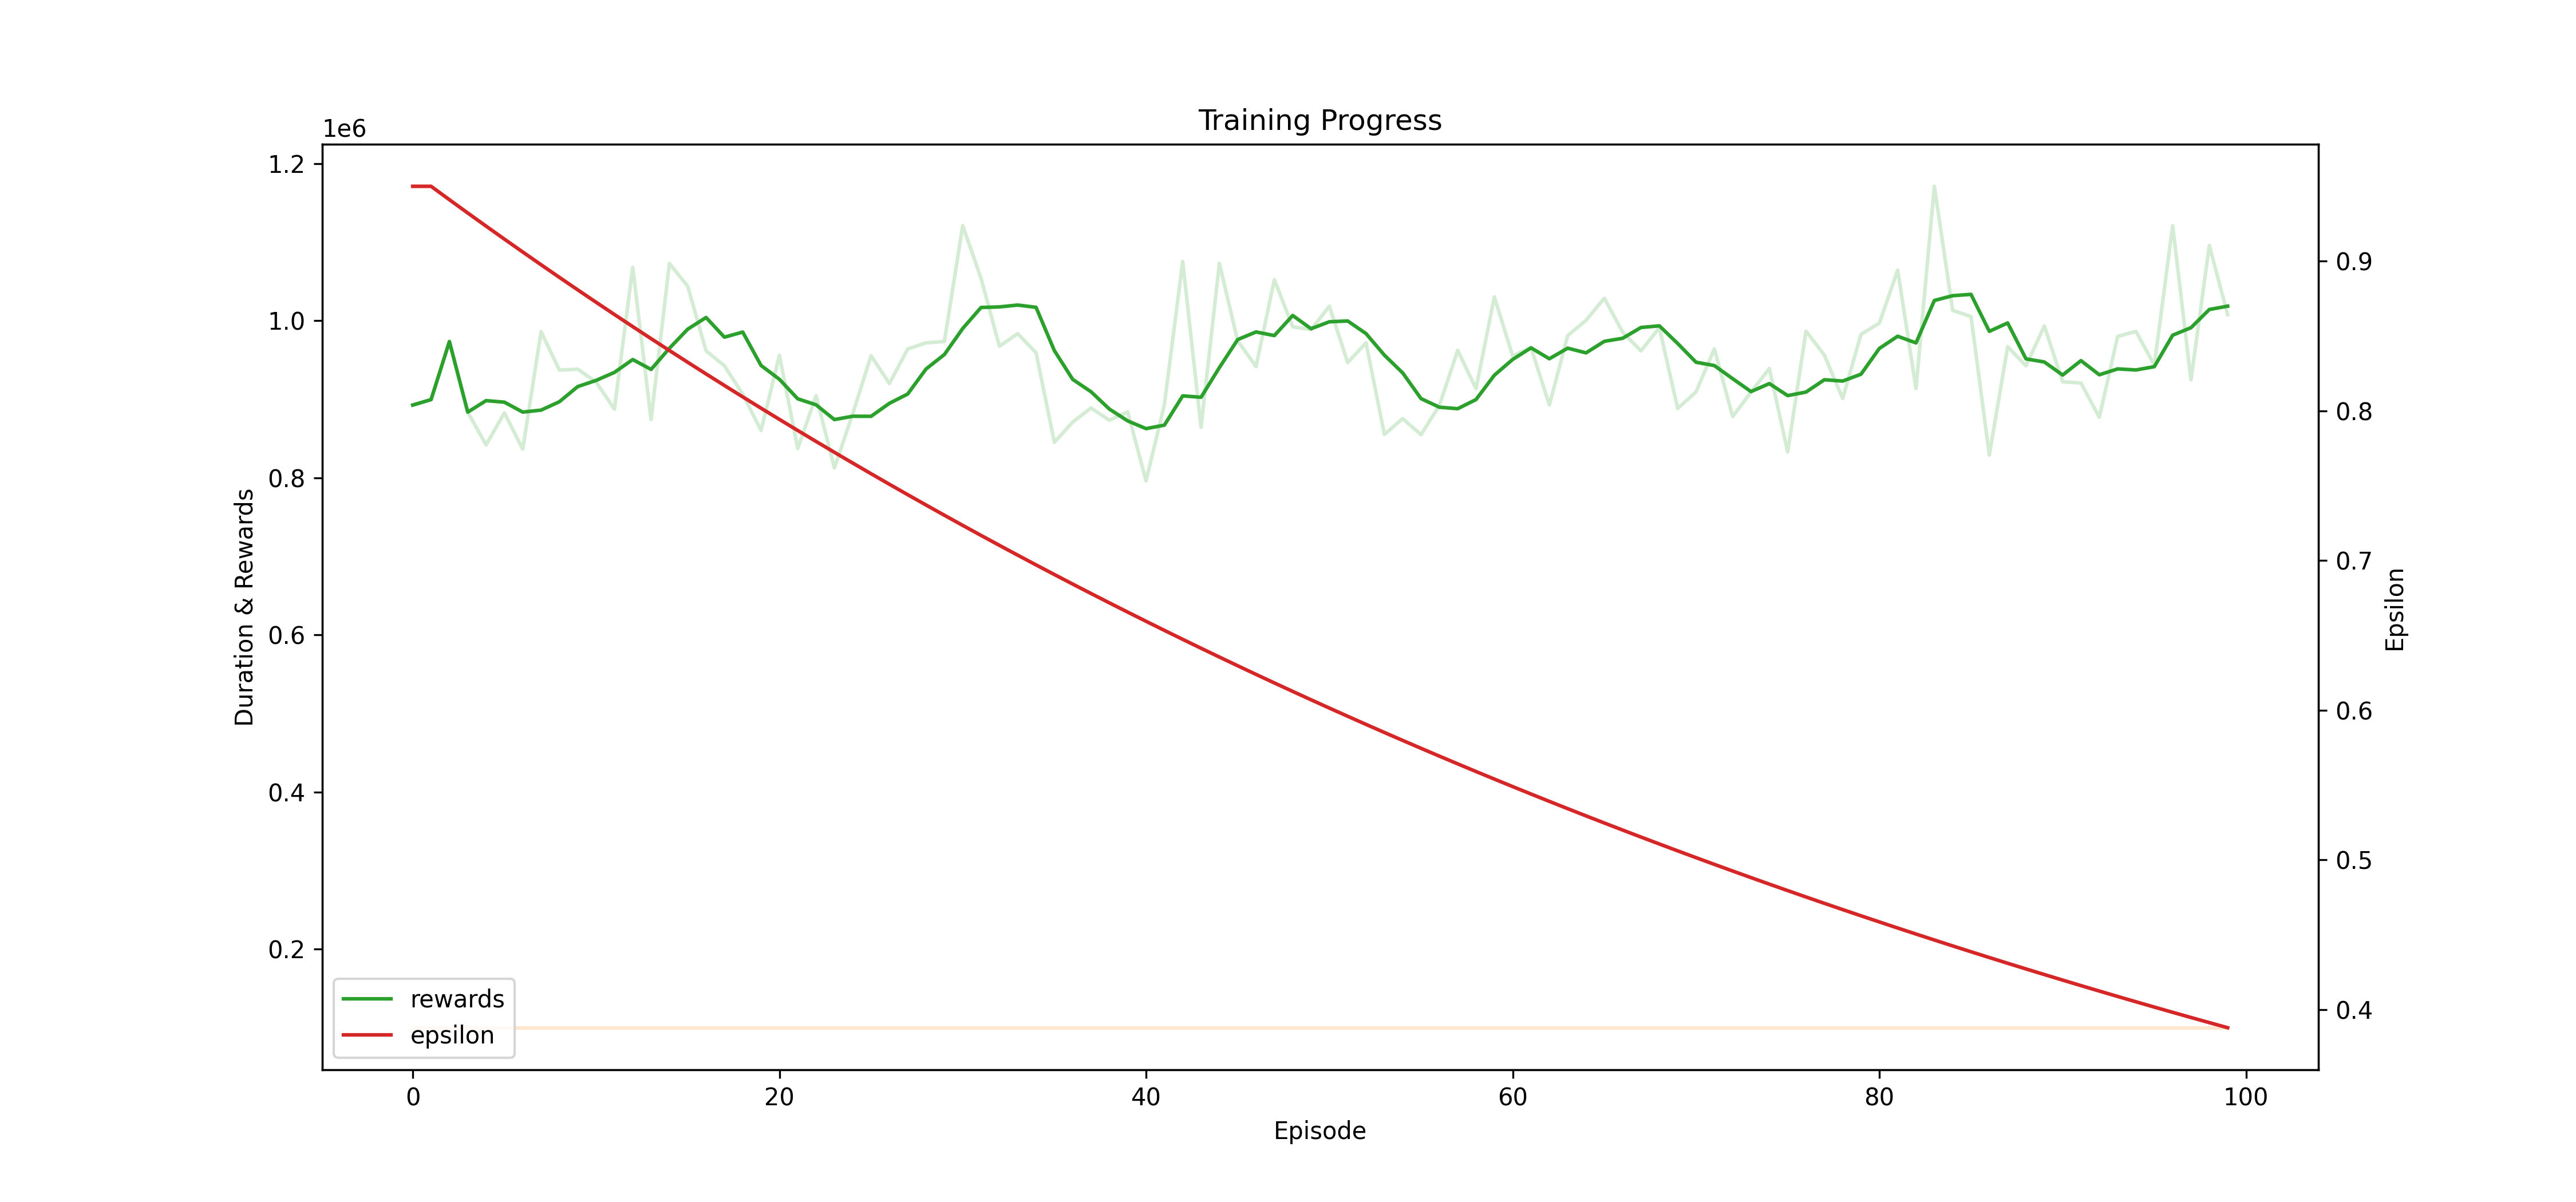 Training Progress
1e6
1.2
1.0
0.8
0.6
0.4
0.2
Duration & Rewards
0.9
0.8
0.7
0.6
0.5
0.4
Epsilon
rewards
epsilon
0 20 40 60 80 100
Episode